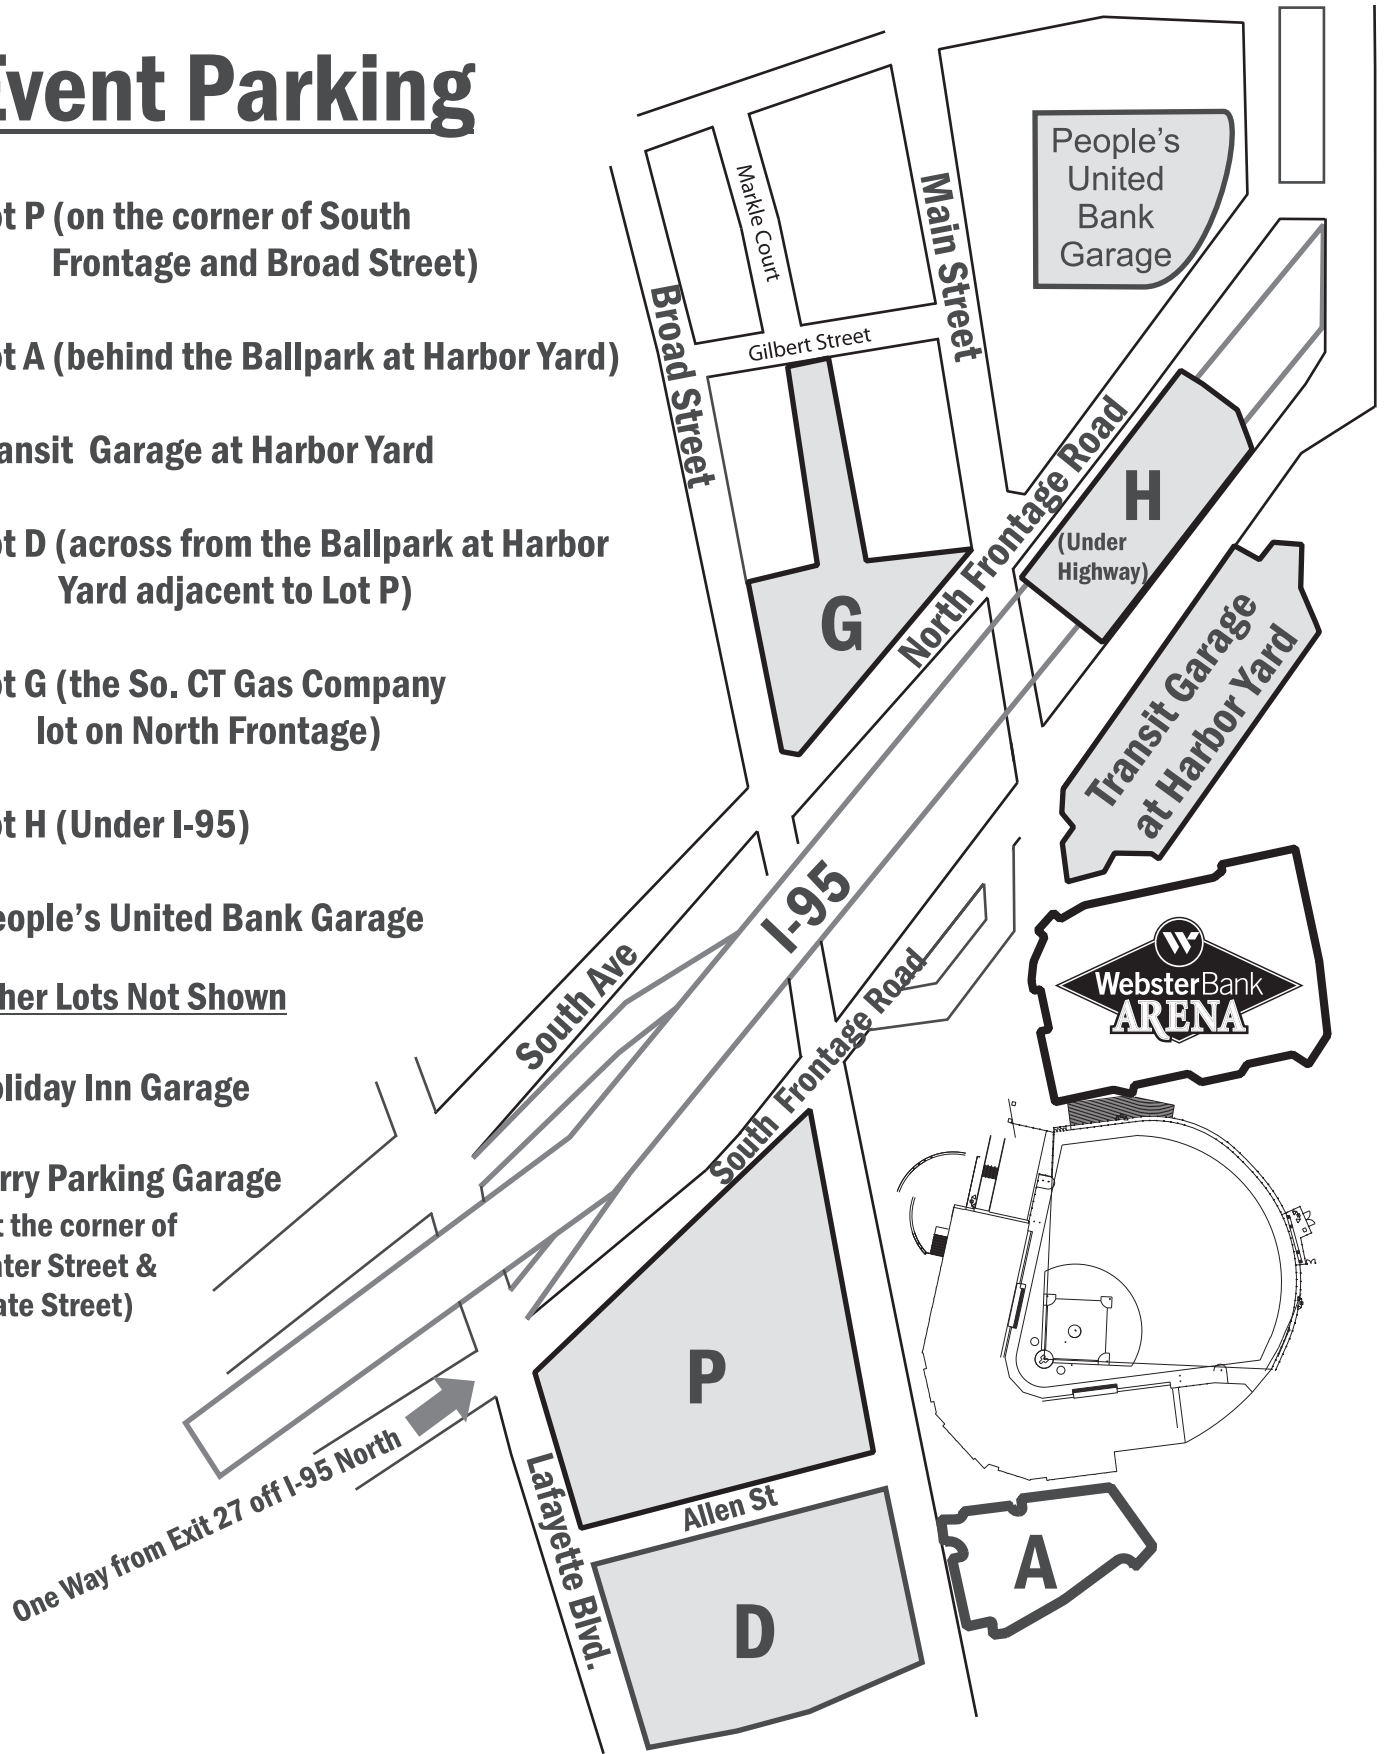 Event Parking
ot P (on the corner of South
Frontage and Broad Street)
ot A (behind the Ballpark at Harbor Yard)
ansit Garage at Harbor Yard
ot D (across from the Ballpark at Harbor
Yard adjacent to Lot P)
ot G (the So. CT Gas Company
lot on North Frontage)
ot H (Under I-95)
eople's United Bank Garage
her Lots Not Shown
oliday Inn Garage
rry Parking Garage
t the corner of
ater Street &
ate Street)
People's
United
Bank
Garage
Markle Court
Main Street
Broad Street
Gilbert Street
North Frontage Road
H
(Under
Highway)
G
Transit Garage
at Harbor Yard
I-95
South Ave
South Frontage Road
W
WebsterBank
ARENA
South Frontage Road
P
One Way from Exit 27 off I-95 North
Lafayette Blvd.
Allen St
A
D